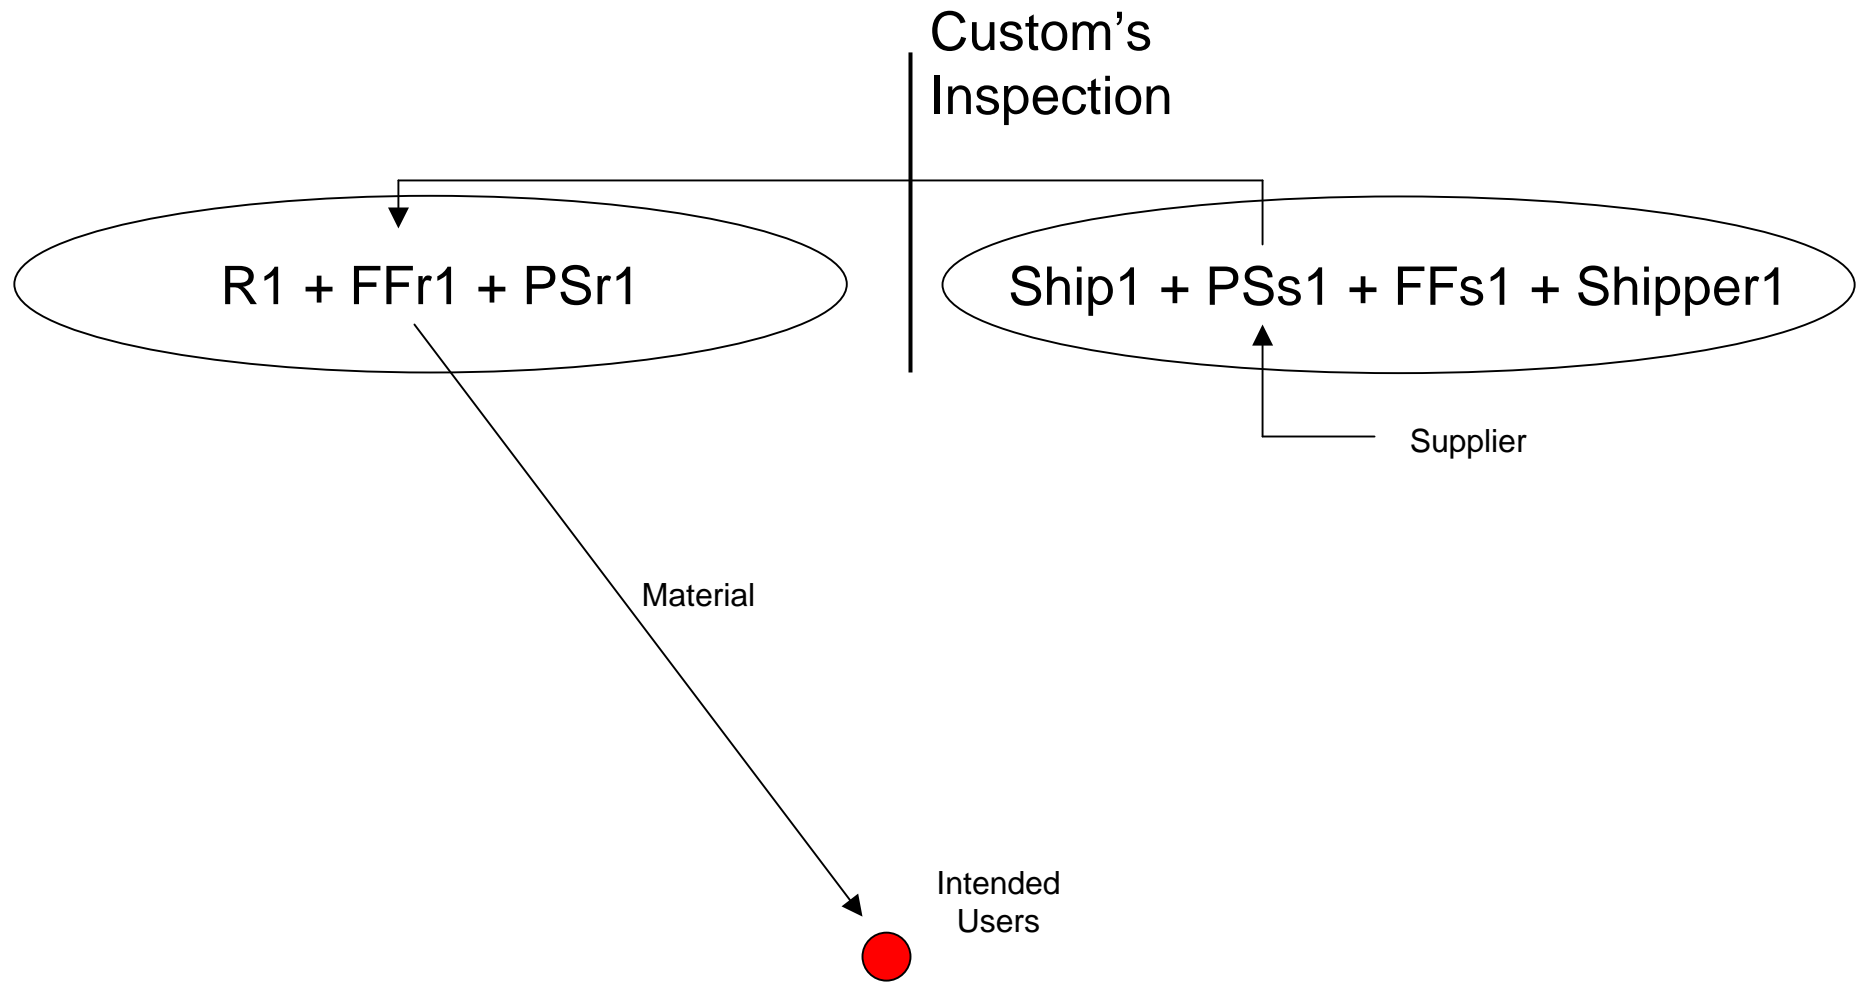 Custom’s
Inspection
R1 + FFr1 + PSr1
Ship1 + PSs1 + FFs1 + Shipper1
Supplier
Material
Intended
Users